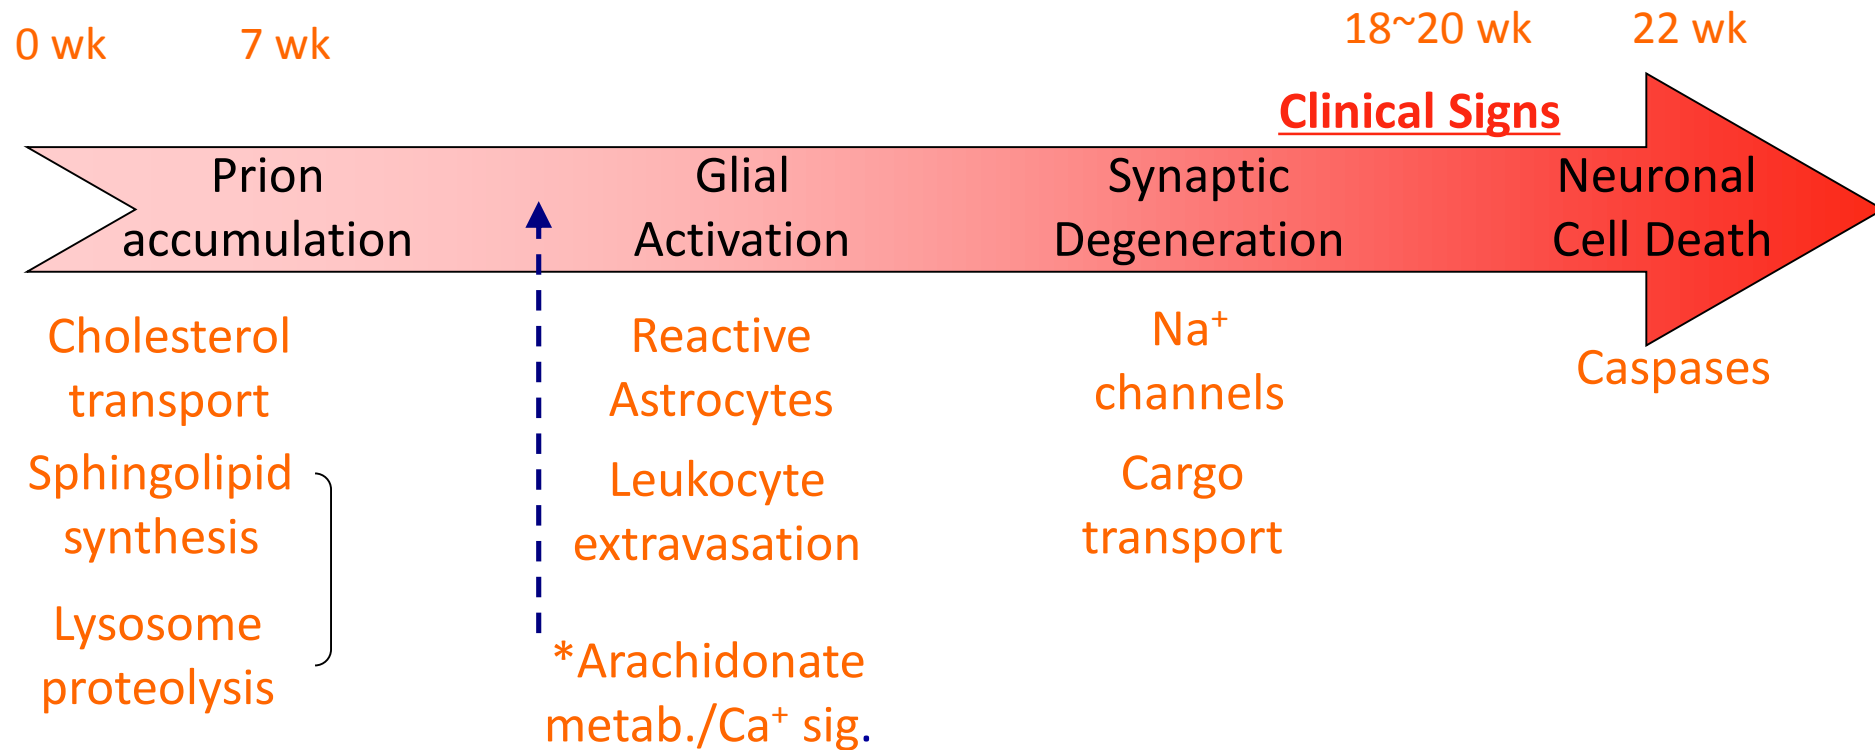 0 wk
7 wk
18~20 wk
22 wk
Clinical Signs
Prion
accumulation
Glial
Activation
Synaptic
Degeneration
Neuronal
Cell Death
Cholesterol
transport
Sphingolipid
synthesis
Lysosome
proteolysis
Reactive
Astrocytes
Leukocyte
extravasation
*Arachidonate
metab./Ca⁺ sig.
Na⁺
channels
Cargo
transport
Caspases